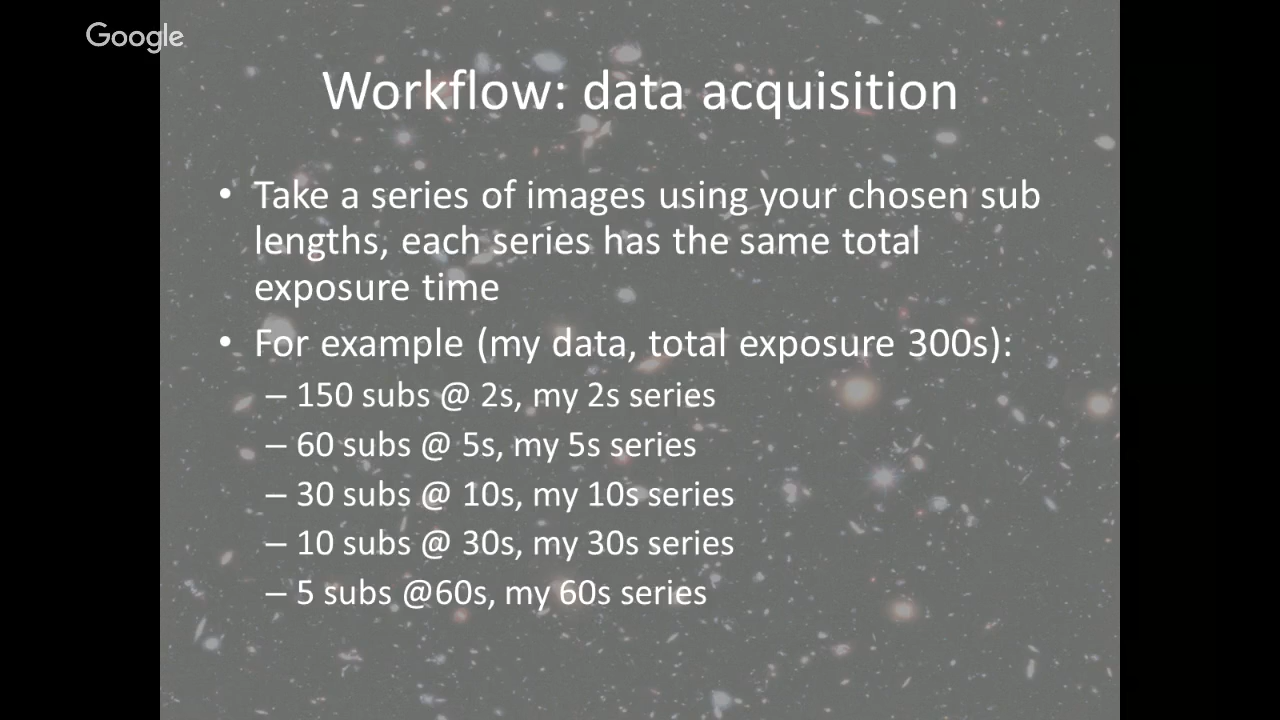 Google
Workflow: data acquisition
• Take a series of images using your chosen sub
lengths, each series has the same total
exposure time
• For example (my data, total exposure 300s):
– 150 subs @ 2s, my 2s series
– 60 subs @ 5s, my 5s series
– 30 subs @ 10s, my 10s series
– 10 subs @ 30s, my 30s series
– 5 subs @60s, my 60s series